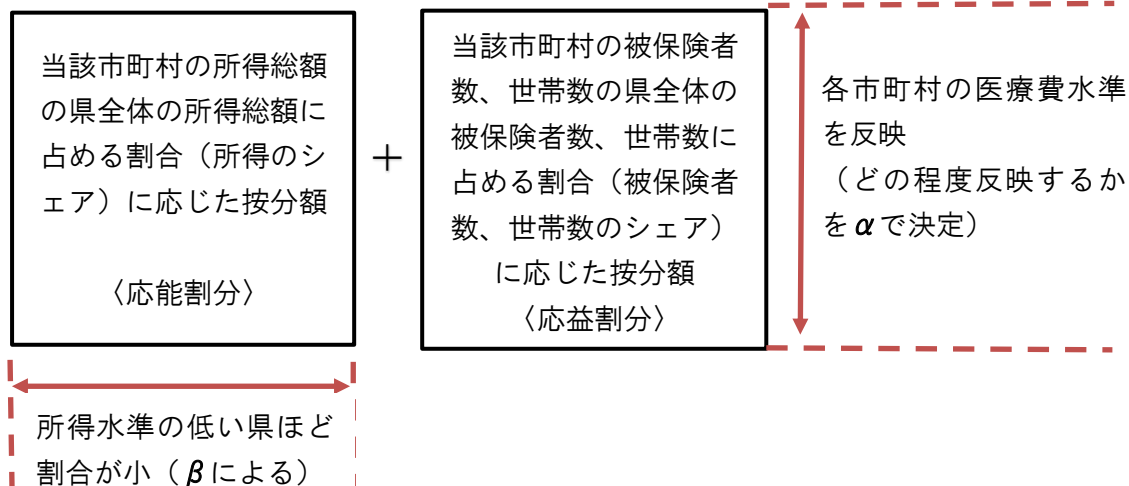 当該市町村の所得総額
の県全体の所得総額に
占める割合（所得のシ
ェア）に応じた按分額
〈応能割分〉
＋
当該市町村の被保険者
数、世帯数の県全体の
被保険者数、世帯数に
占める割合（被保険者
数、世帯数のシェア）
に応じた按分額
〈応益割分〉
各市町村の医療費水準
を反映
（どの程度反映するか
をαで決定）
所得水準の低い県ほど
割合が小（βによる）